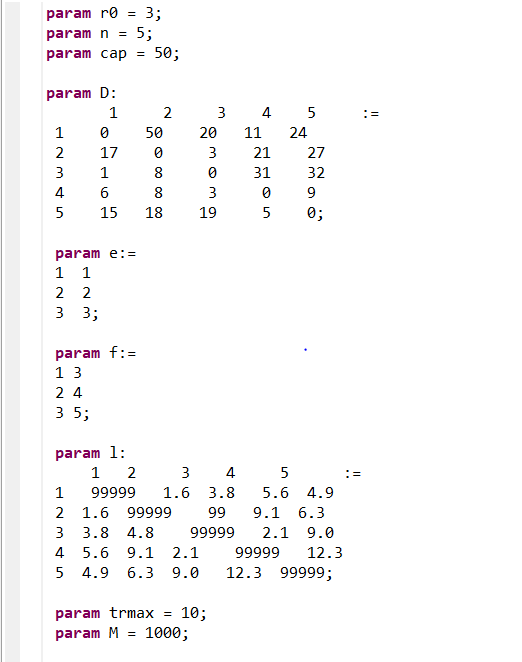 param r0 = 3;
param n = 5;
param cap = 50;
param D:
1 2 3 4 5 :=
1 0 50 20 11 24
2 17 0 3 21 27
3 1 8 0 31 32
4 6 8 3 0 9
5 15 18 19 5 0;
param e:=
1 1
2 2
3 3;
param f:=
1 3
2 4
3 5;
param l:
1 2 3 4 5 :=
1 99999 1.6 3.8 5.6 4.9
2 1.6 99999 99 9.1 6.3
3 3.8 4.8 99999 2.1 9.0
4 5.6 9.1 2.1 99999 12.3
5 4.9 6.3 9.0 12.3 99999;
param trmax = 10;
param M = 1000;